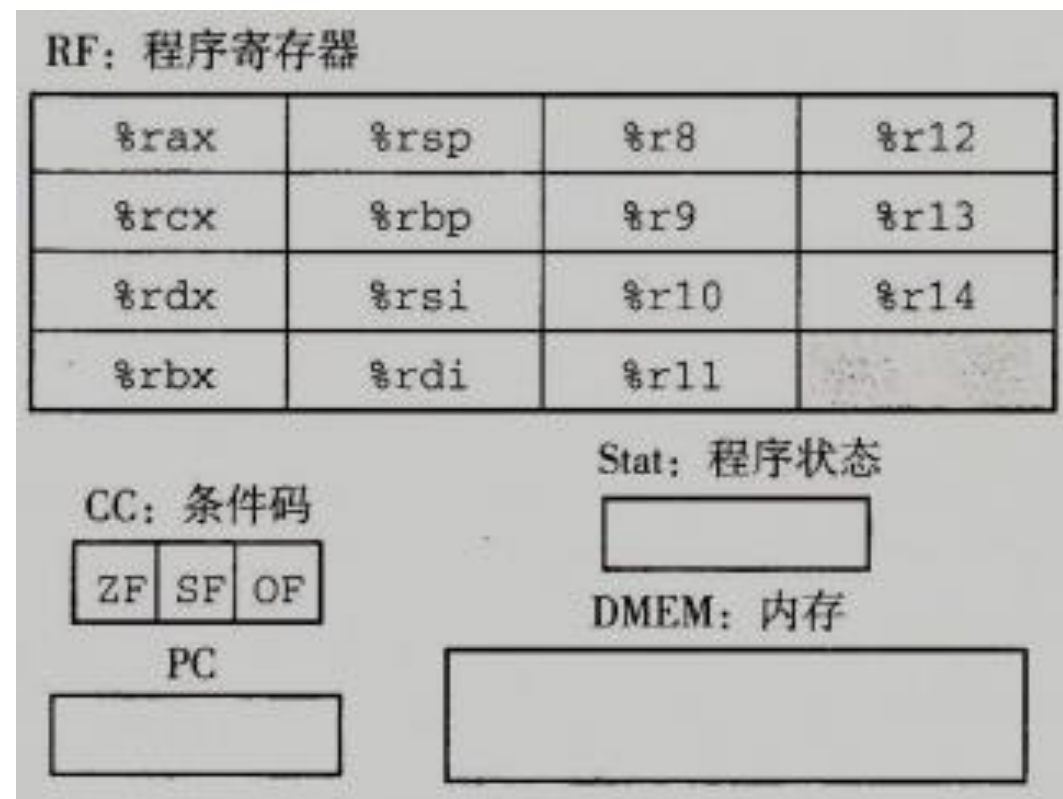 RF：程序寄存器
%rax %rsp %r8 %r12
%rcx %rbp %r9 %r13
%rdx %rsi %r10 %r14
%rbx %rdi %r11
CC：条件码
ZF SF OF
Stat：程序状态
PC
DMEM：内存